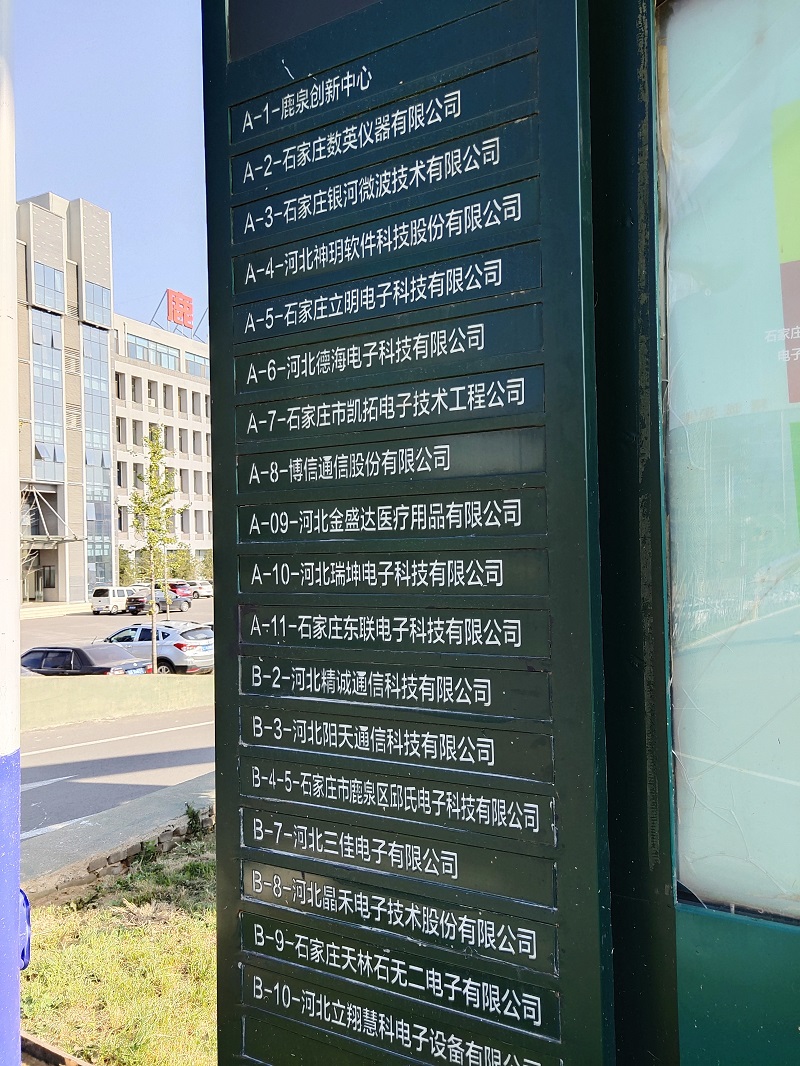 A-1-鹿泉创新中心
A-2-石家庄数英仪器有限公司
A-3-石家庄银河微波技术有限公司
A-4-河北神玥软件科技股份有限公司
A-5-石家庄立明电子科技有限公司
A-6-河北德海电子科技有限公司
A-7-石家庄市凯拓电子技术工程公司
A-8-博信通信股份有限公司
A-09-河北金盛达医疗用品有限公司
A-10-河北瑞坤电子科技有限公司
A-11-石家庄东联电子科技有限公司
B-2-河北精诚通信科技有限公司
B-3-河北阳天通信科技有限公司
B-4-5-石家庄市鹿泉区邱氏电子科技有限公司
B-7-河北三佳电子有限公司
B-8-河北晶禾电子技术股份有限公司
B-9-石家庄天林石无二电子有限公司
B-10-河北立翔慧科电子设备有限公司
鹿
石家庄
电子